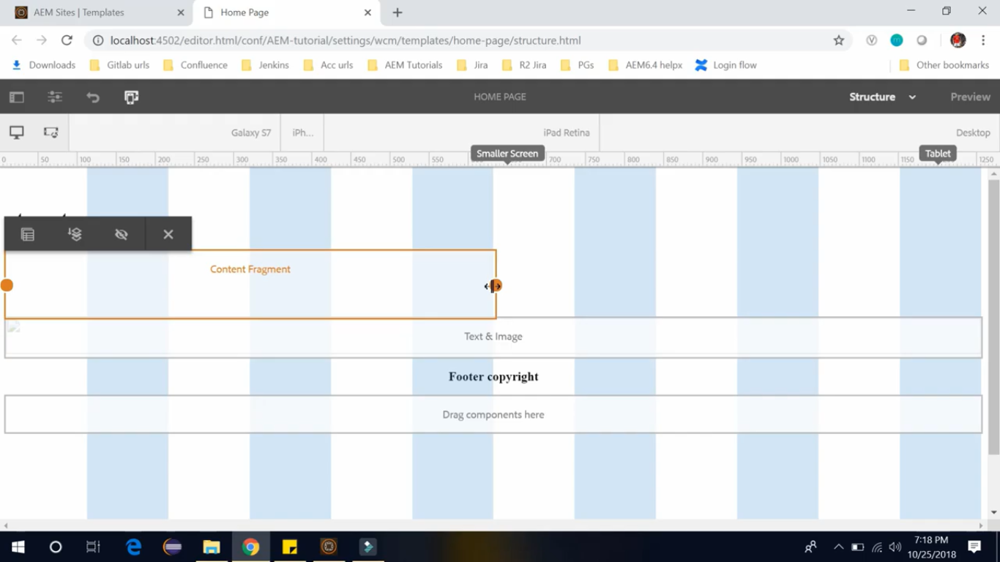 AEM Sites | Templates
Home Page
localhost:4502/editor.html/conf/AEM-tutorial/settings/wcm/templates/home-page/structure.html
Downloads Gitlab urls Confluence Jenkins Acc urls AEM Tutorials Jira R2 Jira PGs AEM6.4 helpx Login flow Other bookmarks
HOME PAGE Structure Preview
Galaxy S7 iPh... iPad Retina Desktop
Smaller Screen Tablet
0 50 100 150 200 250 300 350 400 450 500 550 700 750 800 850 900 950 1000 1050 1100 1150 1250
Content Fragment
Text & Image
Footer copyright
Drag components here
7:18 PM
10/25/2018